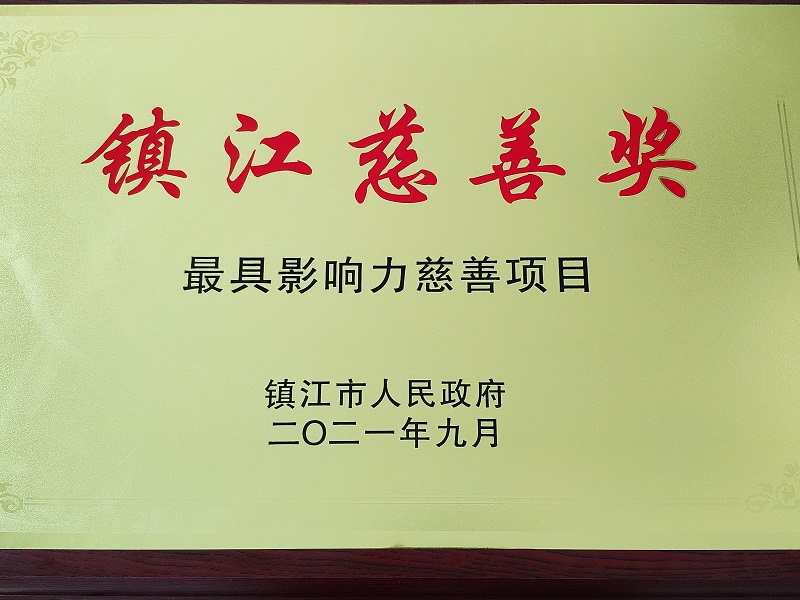 镇江慈善奖
最具影响力慈善项目
镇江市人民政府
二〇二一年九月